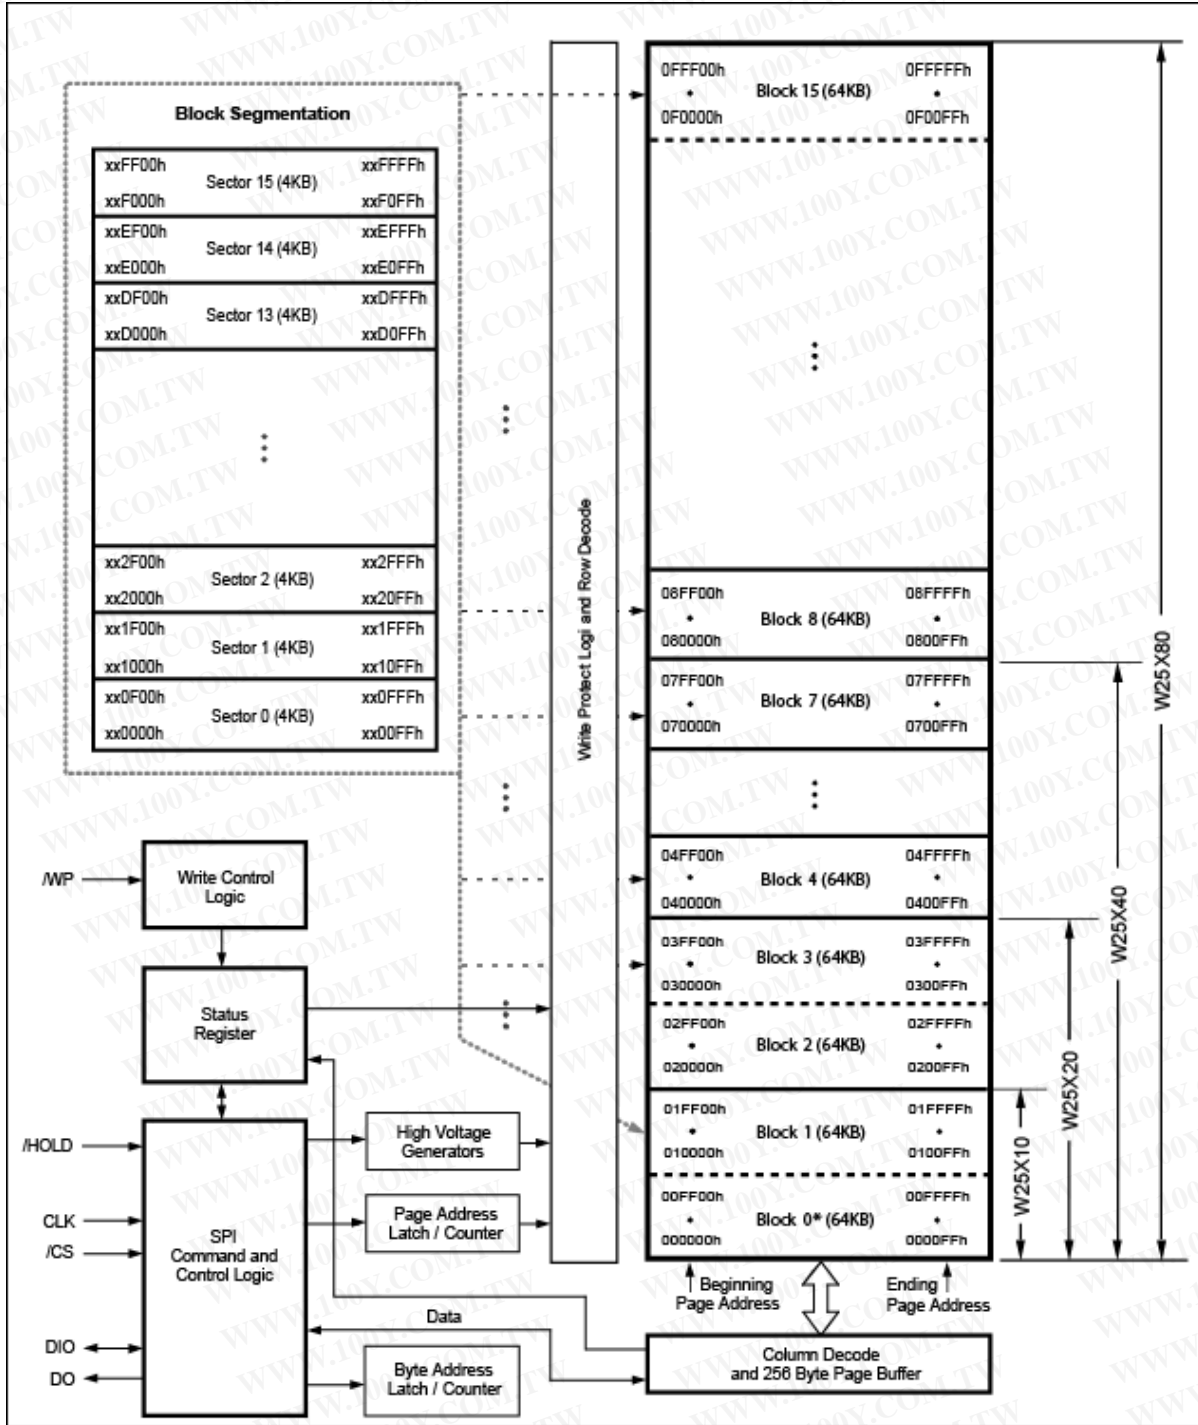 Block Segmentation
xxFF00h xxFFFFh
Sector 15 (4KB)
xxF000h xxF0FFh
xxEF00h xxEFFFh
Sector 14 (4KB)
xxE000h xxE0FFh
xxDF00h xxDFFFh
Sector 13 (4KB)
xxD000h xxD0FFh
xx2F00h xx2FFFh
Sector 2 (4KB)
xx2000h xx20FFh
xx1F00h xx1FFFh
Sector 1 (4KB)
xx1000h xx10FFh
xx0F00h xx0FFFh
Sector 0 (4KB)
xx0000h xx00FFh
Write Protect Logi and Row Decode
0FFF00h 0FFFFFh
Block 15 (64KB)
0F0000h 0F00FFh
08FF00h 08FFFFh
Block 8 (64KB)
080000h 0800FFh
07FF00h 07FFFFh
Block 7 (64KB)
070000h 0700FFh
04FF00h 04FFFFh
Block 4 (64KB)
040000h 0400FFh
03FF00h 03FFFFh
Block 3 (64KB)
030000h 0300FFh
02FF00h 02FFFFh
Block 2 (64KB)
020000h 0200FFh
01FF00h 01FFFFh
Block 1 (64KB)
010000h 0100FFh
00FF00h 00FFFFh
Block 0* (64KB)
000000h 0000FFh
W25X10
W25X20
W25X40
W25X80
Beginning
Page Address
Ending
Page Address
Column Decode
and 256 Byte Page Buffer
/WP
Write Control
Logic
Status
Register
/HOLD
CLK
/CS
DIO
DO
SPI
Command and
Control Logic
High Voltage
Generators
Page Address
Latch / Counter
Data
Byte Address
Latch / Counter
WWW.100Y.COM.TW